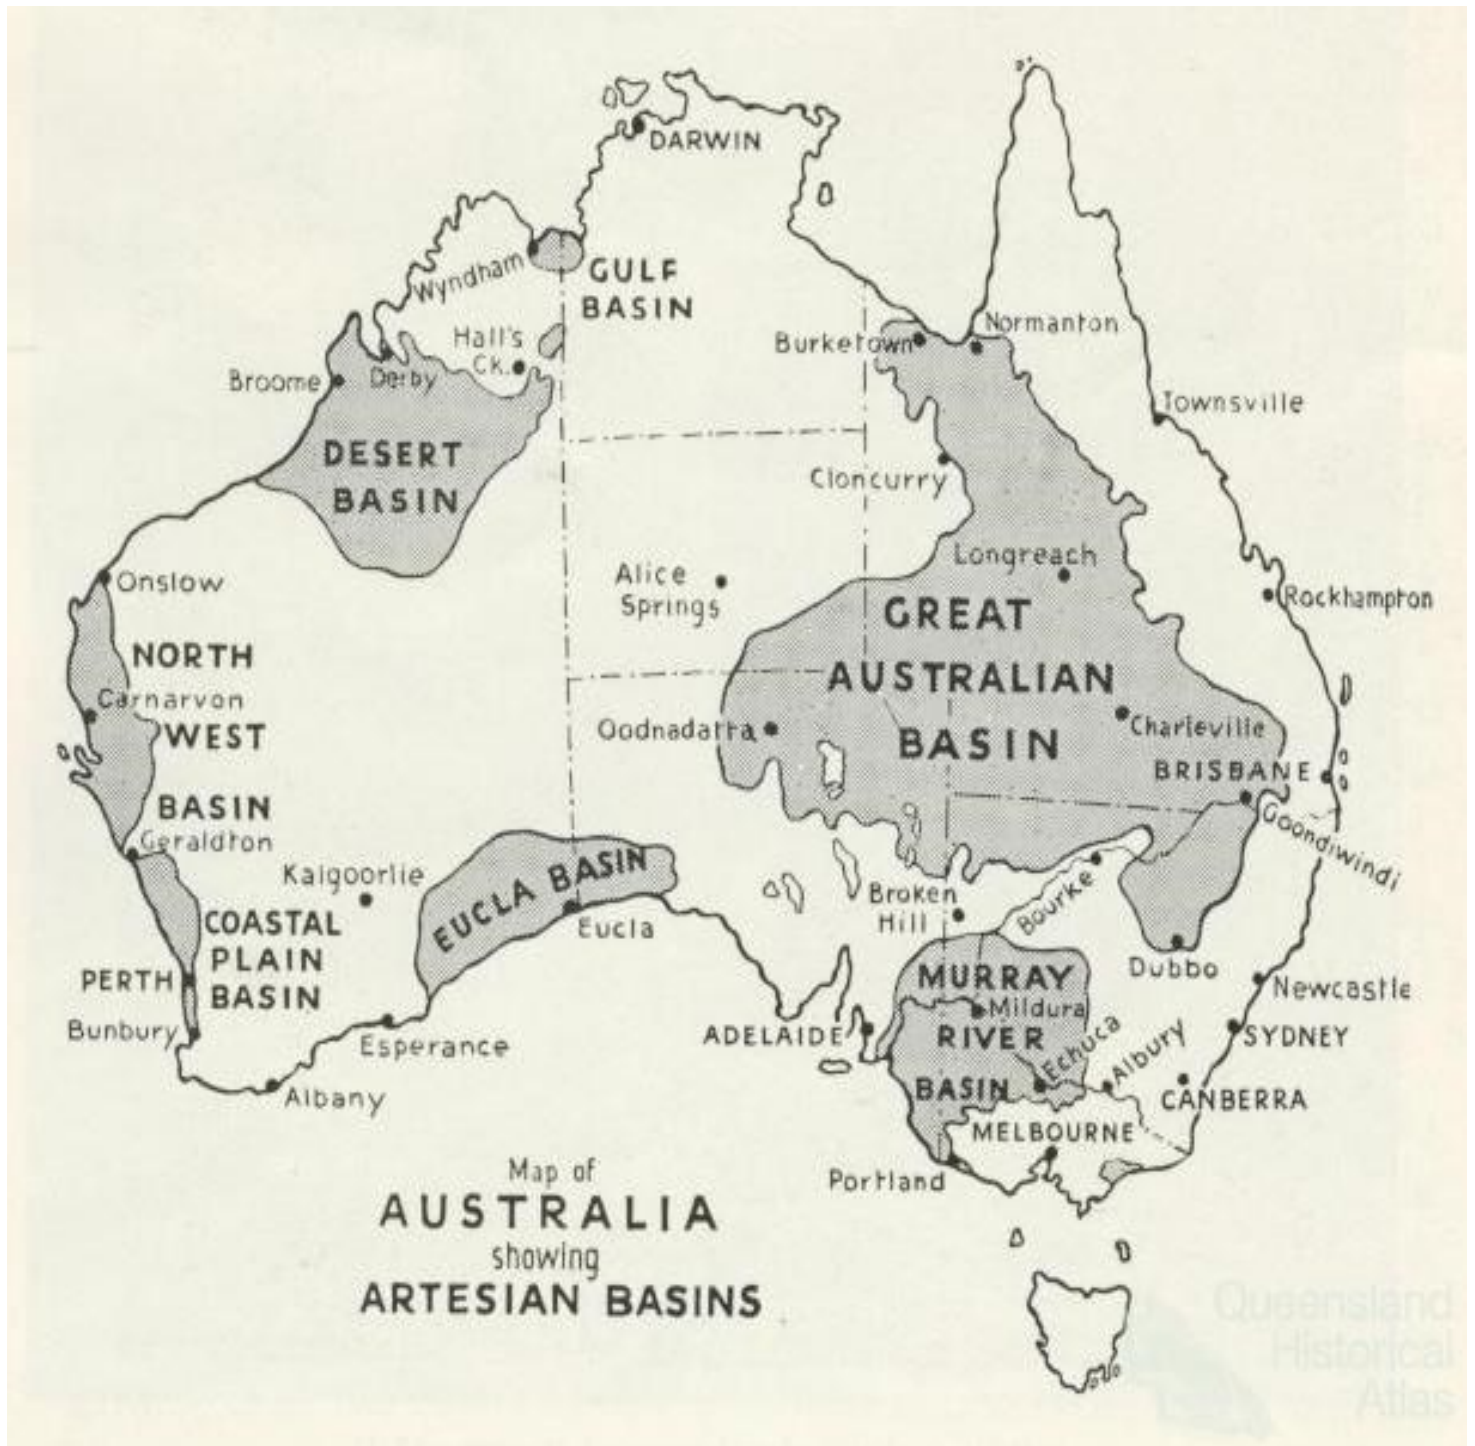 DARWIN
Wyndham
GULF
BASIN
Hall's
Ck.
Burketown
Normanton
Broome
Derby
Townsville
DESERT
BASIN
Cloncurry
Longreach
Onslow
Alice
Springs
Rockhampton
GREAT
AUSTRALIAN
BASIN
NORTH
WEST
BASIN
Carnarvon
Oodnadatta
Charleville
BRISBANE
Goondiwindi
Geraldton
Kalgoorlie
EUCLA BASIN
Eucla
Broken
Hill
Bourke
COASTAL
PLAIN
BASIN
PERTH
Dubbo
Newcastle
MURRAY
RIVER
BASIN
Mildura
Bunbury
Esperance
ADELAIDE
Echuca
Albury
SYDNEY
Albany
CANBERRA
MELBOURNE
Portland
Map of
AUSTRALIA
showing
ARTESIAN BASINS
Queensland
Historical
Atlas